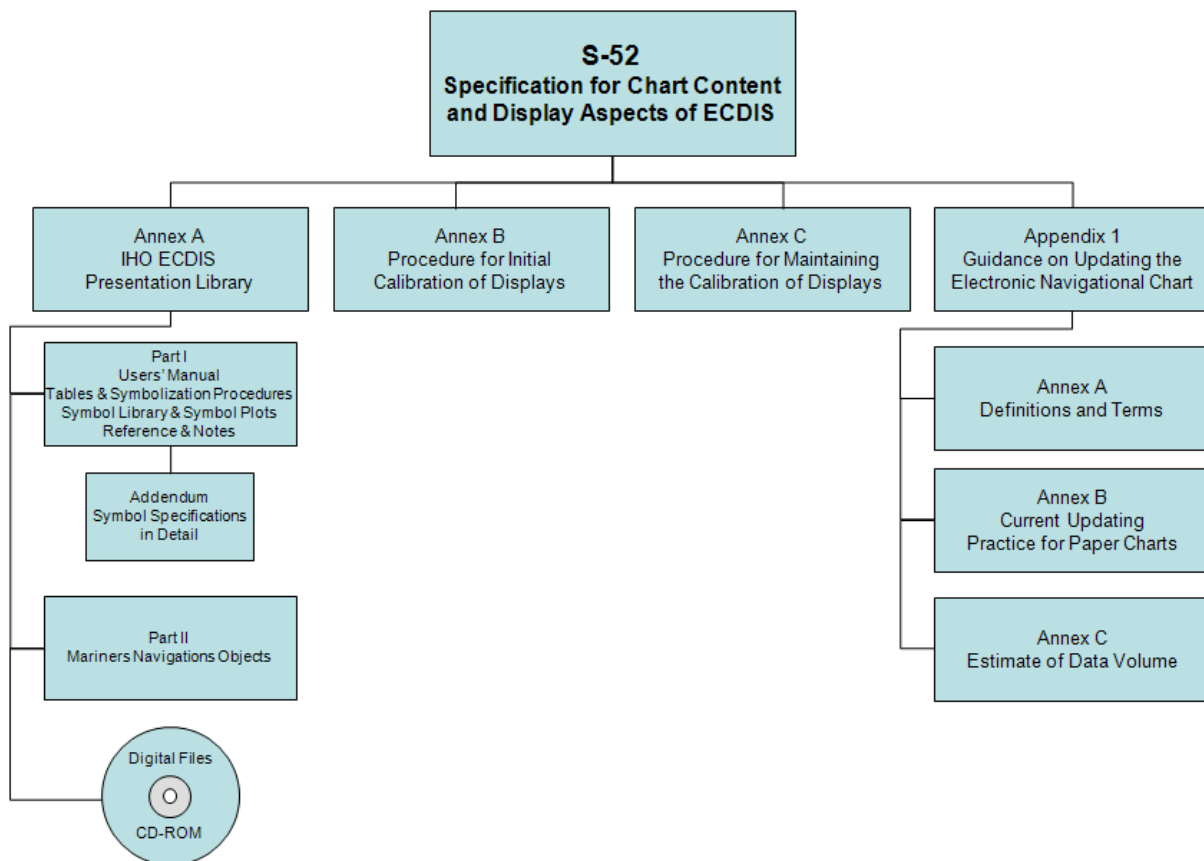 S-52
Specification for Chart Content
and Display Aspects of ECDIS
Annex A
IHO ECDIS
Presentation Library
Annex B
Procedure for Initial
Calibration of Displays
Annex C
Procedure for Maintaining
the Calibration of Displays
Appendix 1
Guidance on Updating the
Electronic Navigational Chart
Part I
Users' Manual
Tables & Symbolization Procedures
Symbol Library & Symbol Plots
Reference & Notes
Addendum
Symbol Specifications
in Detail
Part II
Mariners Navigations Objects
Digital Files
CD-ROM
Annex A
Definitions and Terms
Annex B
Current Updating
Practice for Paper Charts
Annex C
Estimate of Data Volume